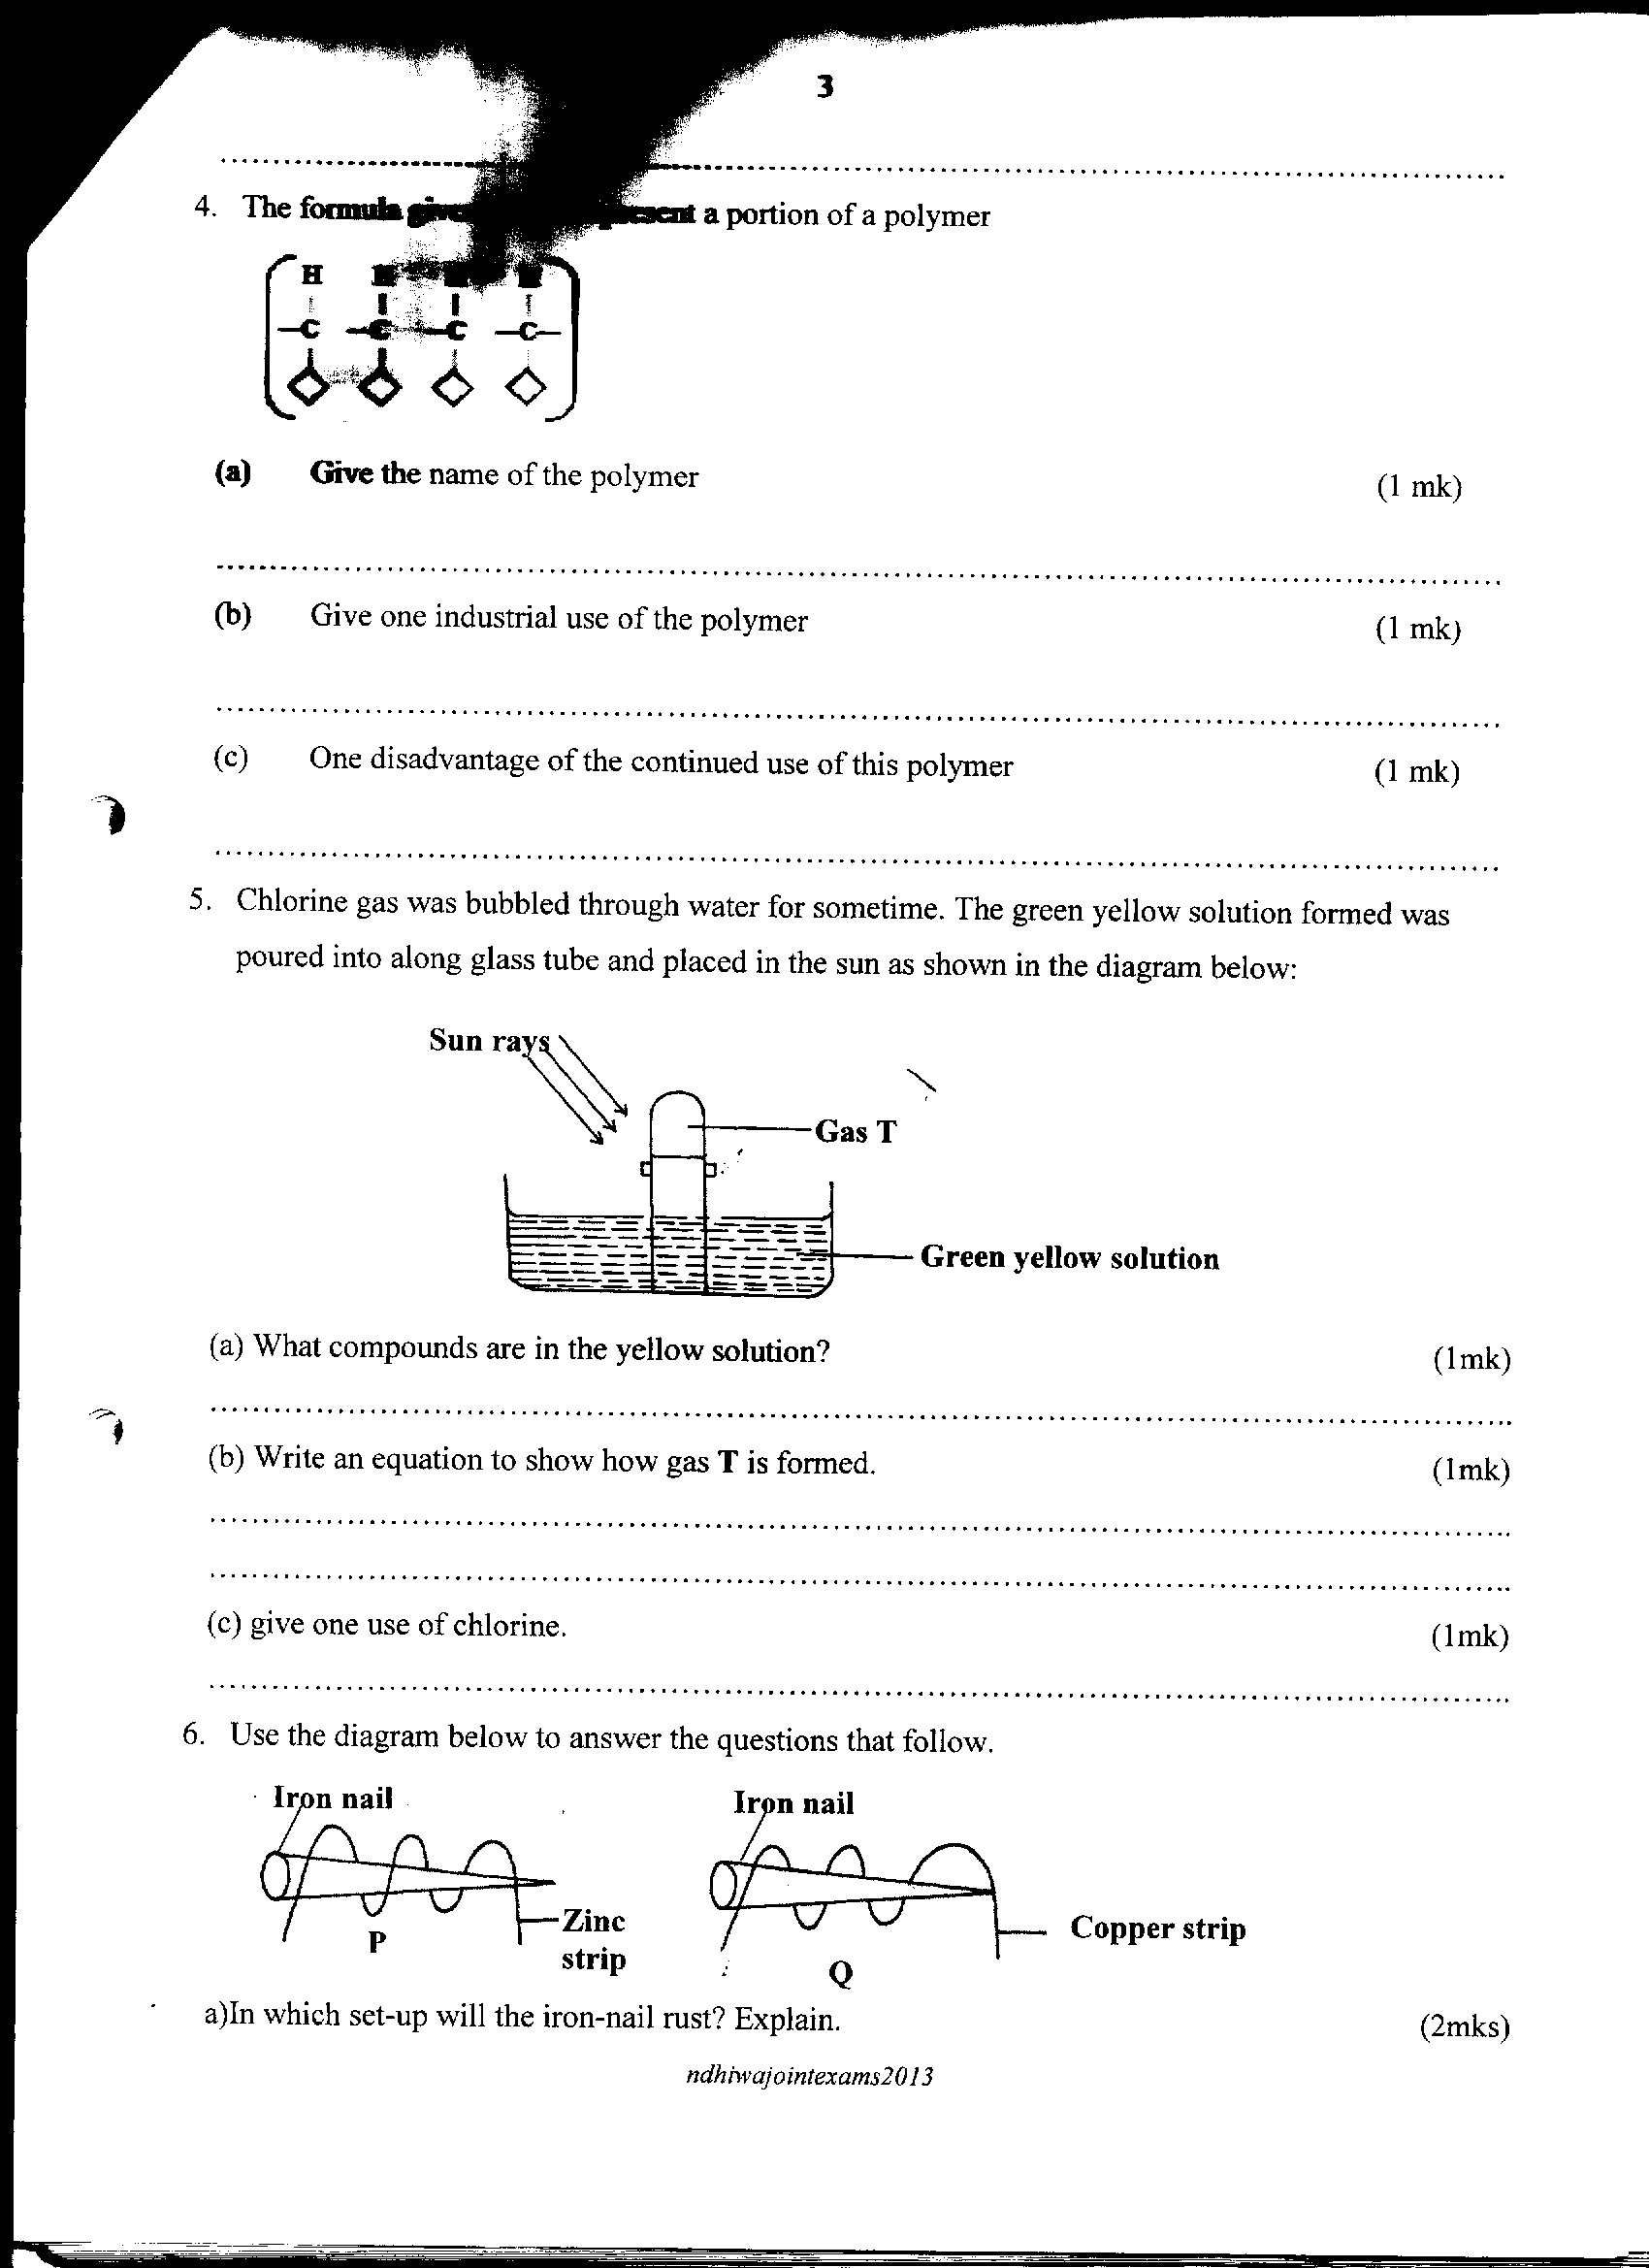 3
4. The formula a portion of a polymer
H
C C C C
(a) Give the name of the polymer (1 mk)
(b) Give one industrial use of the polymer (1 mk)
(c) One disadvantage of the continued use of this polymer (1 mk)
5. Chlorine gas was bubbled through water for sometime. The green yellow solution formed was
poured into along glass tube and placed in the sun as shown in the diagram below:
Sun rays
Gas T
Green yellow solution
(a) What compounds are in the yellow solution? (1mk)
(b) Write an equation to show how gas T is formed. (1mk)
(c) give one use of chlorine. (1mk)
6. Use the diagram below to answer the questions that follow.
Iron nail Iron nail
Zinc
strip
Copper strip
P
Q
a)In which set-up will the iron-nail rust? Explain. (2mks)
ndhiwajointexams2013